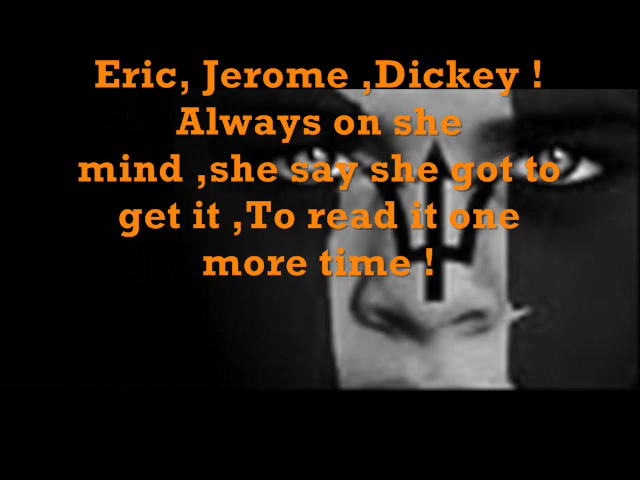 Eric, Jerome ,Dickey !
Always on she
mind ,she say she got to
get it ,To read it one
more time !